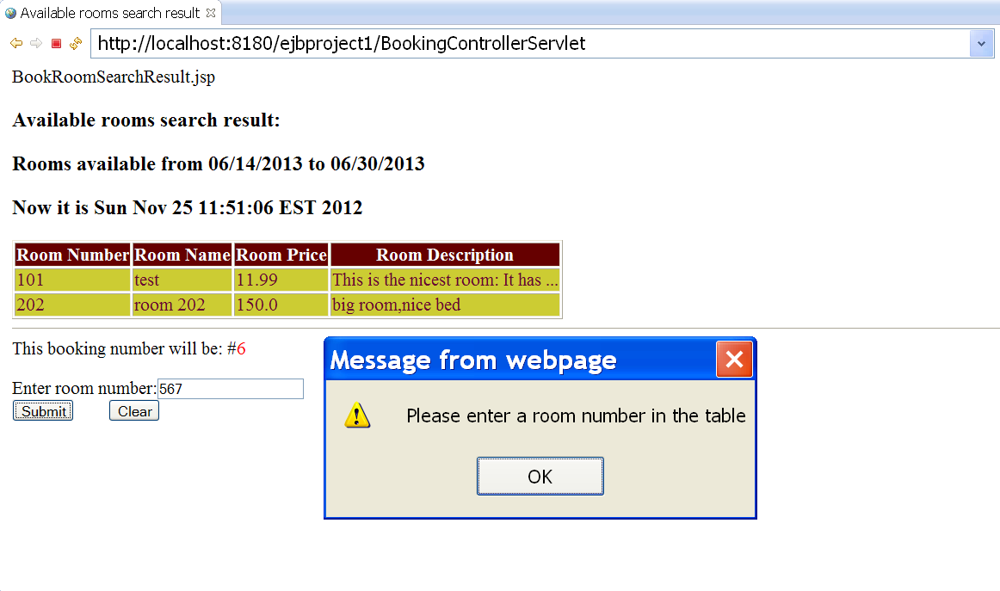 Available rooms search result
http://localhost:8180/ejbproject1/BookingControllerServlet
BookRoomSearchResult.jsp
Available rooms search result:
Rooms available from 06/14/2013 to 06/30/2013
Now it is Sun Nov 25 11:51:06 EST 2012
Room Number Room Name Room Price Room Description
101 test 11.99 This is the nicest room: It has ...
202 room 202 150.0 big room,nice bed
This booking number will be: #6
Enter room number: 567
Submit Clear
Message from webpage
Please enter a room number in the table
OK